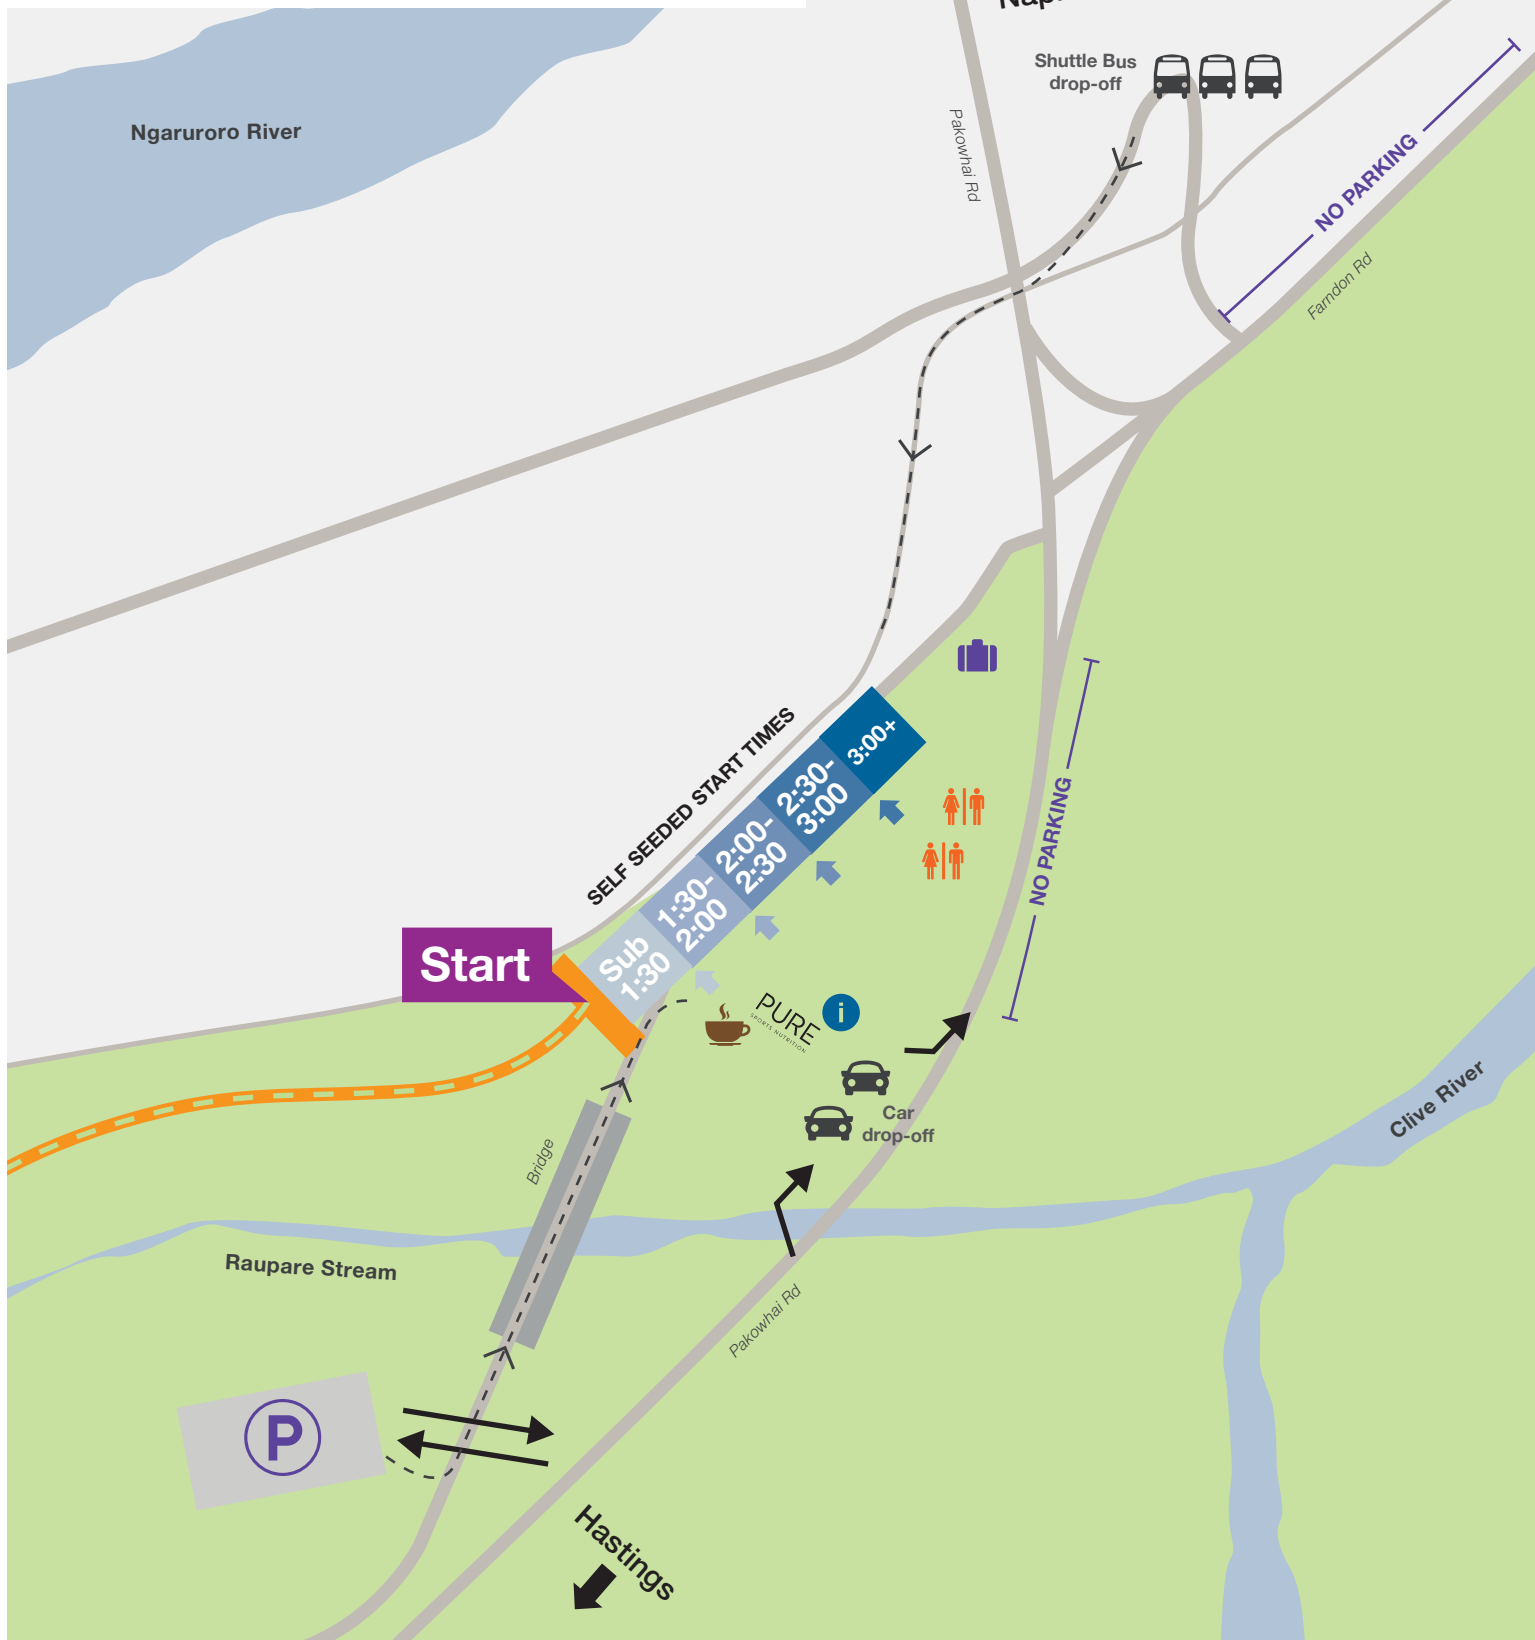 Shuttle Bus
drop-off
Ngaruroro River
Pakowhai Rd
NO PARKING
Farndon Rd
SELF SEEDED START TIMES
3:00+
2:30-
3:00
2:00-
2:30
1:30-
2:00
Sub
1:30
Start
NO PARKING
PURE
SPORTS NUTRITION
i
Car
drop-off
Clive River
Bridge
Raupare Stream
Pakowhai Rd
P
Hastings